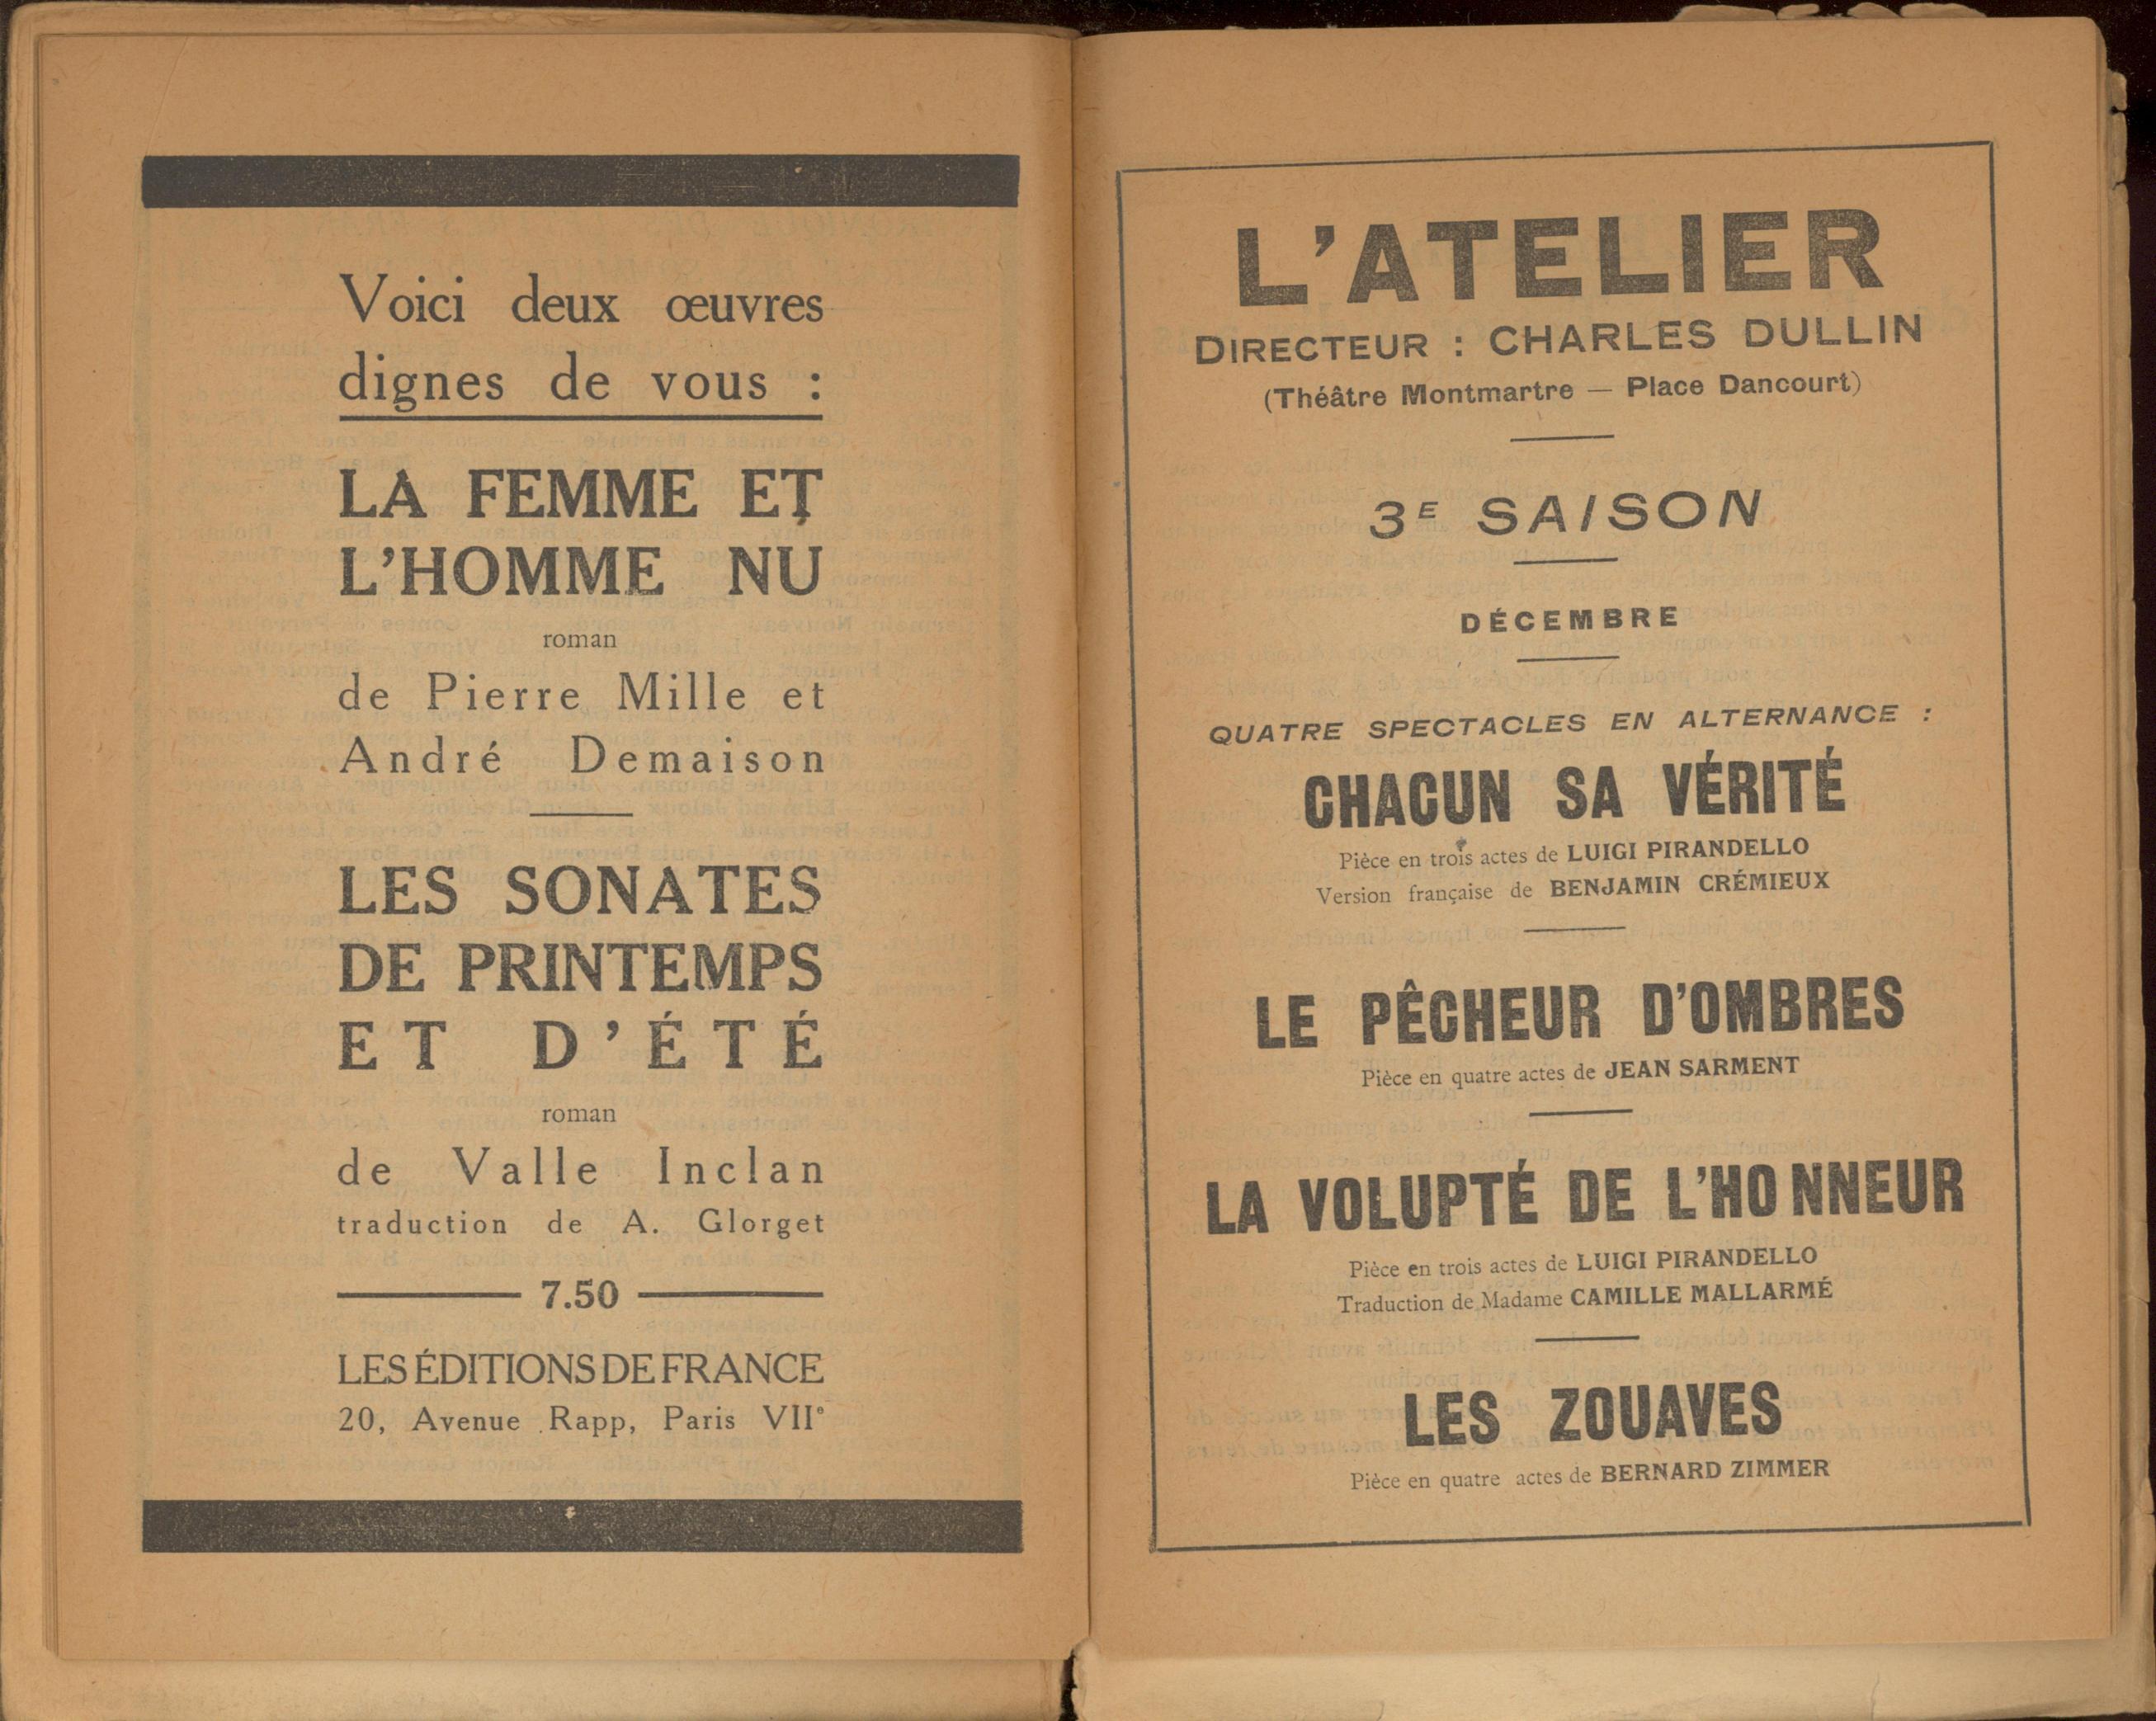 Voici deux œuvres
dignes de vous :
LA FEMME ET
L'HOMME NU
roman
de Pierre Mille et
André Demaison
LES SONATES
DE PRINTEMPS
ET D'ÉTÉ
roman
de Valle Inclan
traduction de A. Glorget
7.50
LES ÉDITIONS DE FRANCE
20, Avenue Rapp, Paris VIIe
L'ATELIER
DIRECTEUR : CHARLES DULLIN
(Théâtre Montmartre — Place Dancourt)
3E SAISON
DÉCEMBRE
QUATRE SPECTACLES EN ALTERNANCE :
CHACUN SA VÉRITÉ
Pièce en trois actes de LUIGI PIRANDELLO
Version française de BENJAMIN CRÉMIEUX
LE PÊCHEUR D'OMBRES
Pièce en quatre actes de JEAN SARMENT
LA VOLUPTÉ DE L'HONNEUR
Pièce en trois actes de LUIGI PIRANDELLO
Traduction de Madame CAMILLE MALLARMÉ
LES ZOUAVES
Pièce en quatre actes de BERNARD ZIMMER